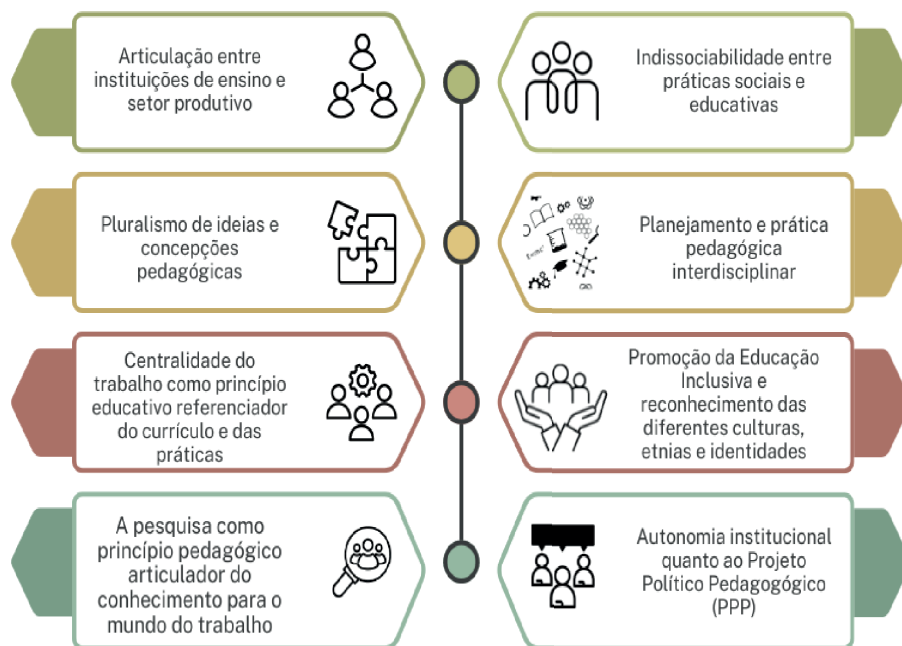 Articulação entre
instituições de ensino e
setor produtivo
Indissociabilidade entre
práticas sociais e
educativas
Pluralismo de ideias e
concepções
pedagógicas
Planejamento e prática
pedagógica
interdisciplinar
Centralidade do
trabalho como princípio
educativo referenciador
do currículo e das
práticas
Promoção da Educação
Inclusiva e
reconhecimento das
diferentes culturas,
etnias e identidades
A pesquisa como
princípio pedagógico
articulador do
conhecimento para o
mundo do trabalho
Autonomia institucional
quanto ao Projeto
Político Pedagogógico
(PPP)